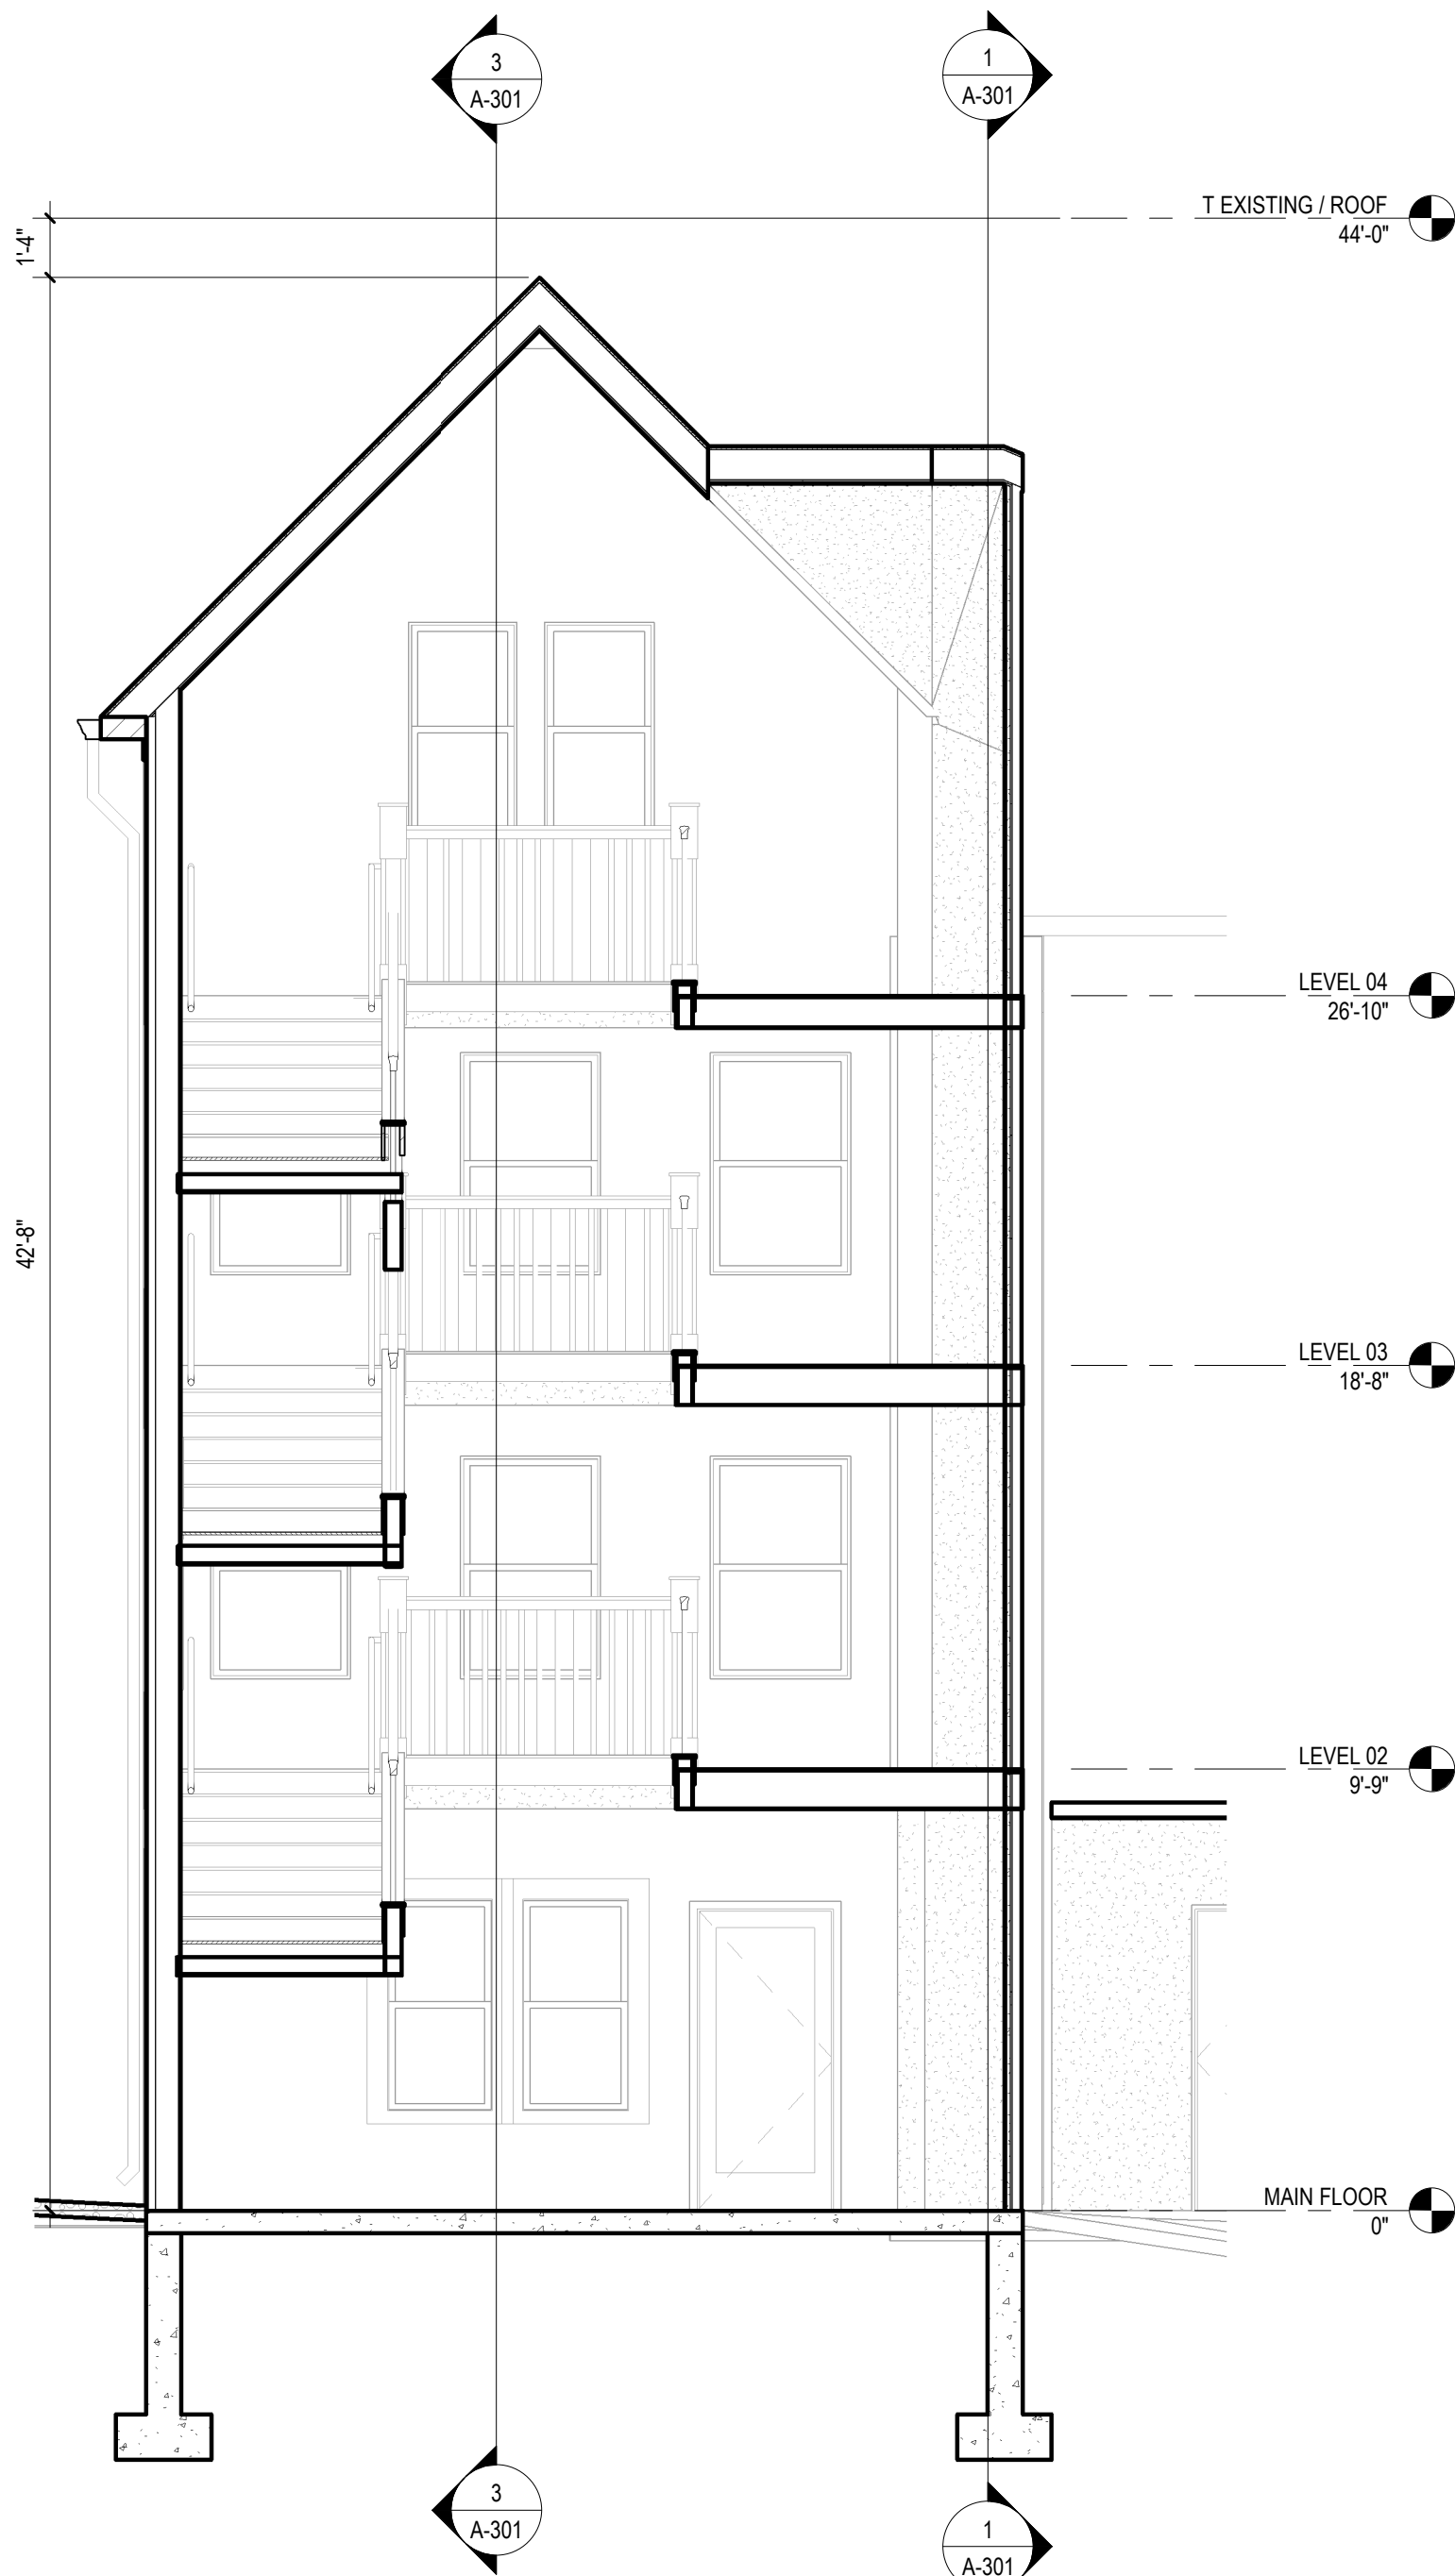 3
A-301
1
A-301
T EXISTING / ROOF
44'-0"
1'-4"
LEVEL 04
26'-10"
42'-8"
LEVEL 03
18'-8"
LEVEL 02
9'-9"
MAIN FLOOR
0"
3
A-301
1
A-301